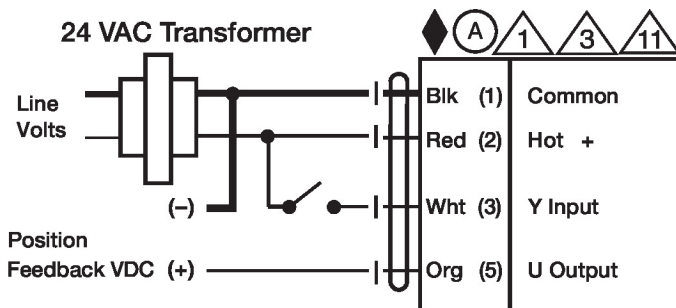 24 VAC Transformer
A 1 3 11
Line
Volts
Blk (1) Common
Red (2) Hot +
(–)
Wht (3) Y Input
Position
Feedback VDC (+)
Org (5) U Output